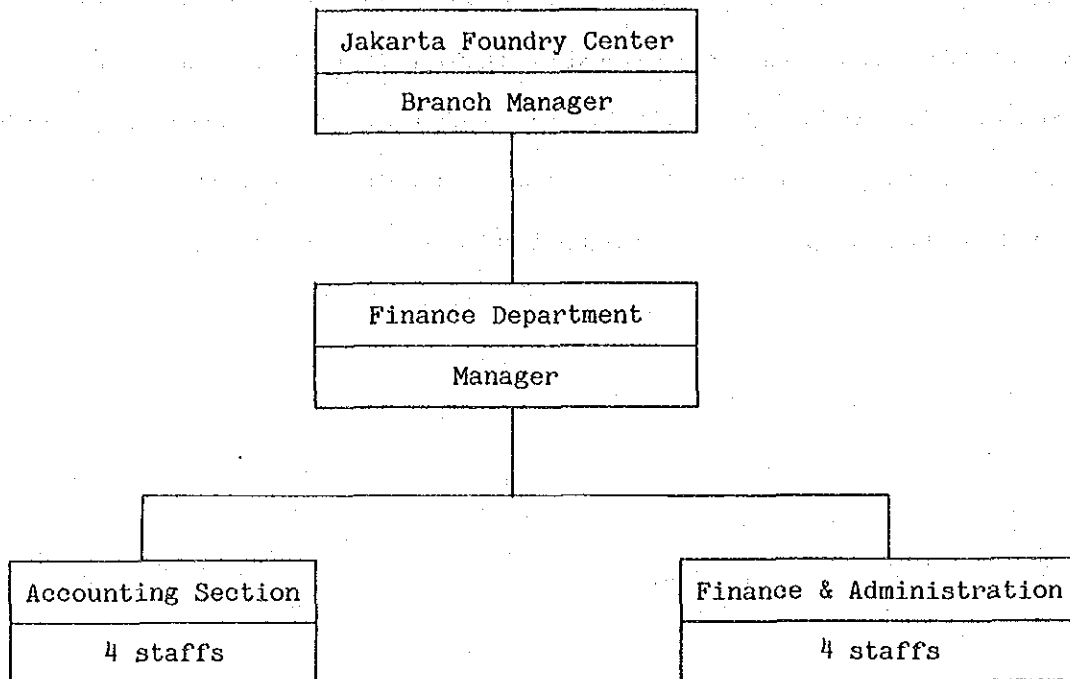 Jakarta Foundry Center
Branch Manager
Finance Department
Manager
Accounting Section
4 staffs
Finance & Administration
4 staffs